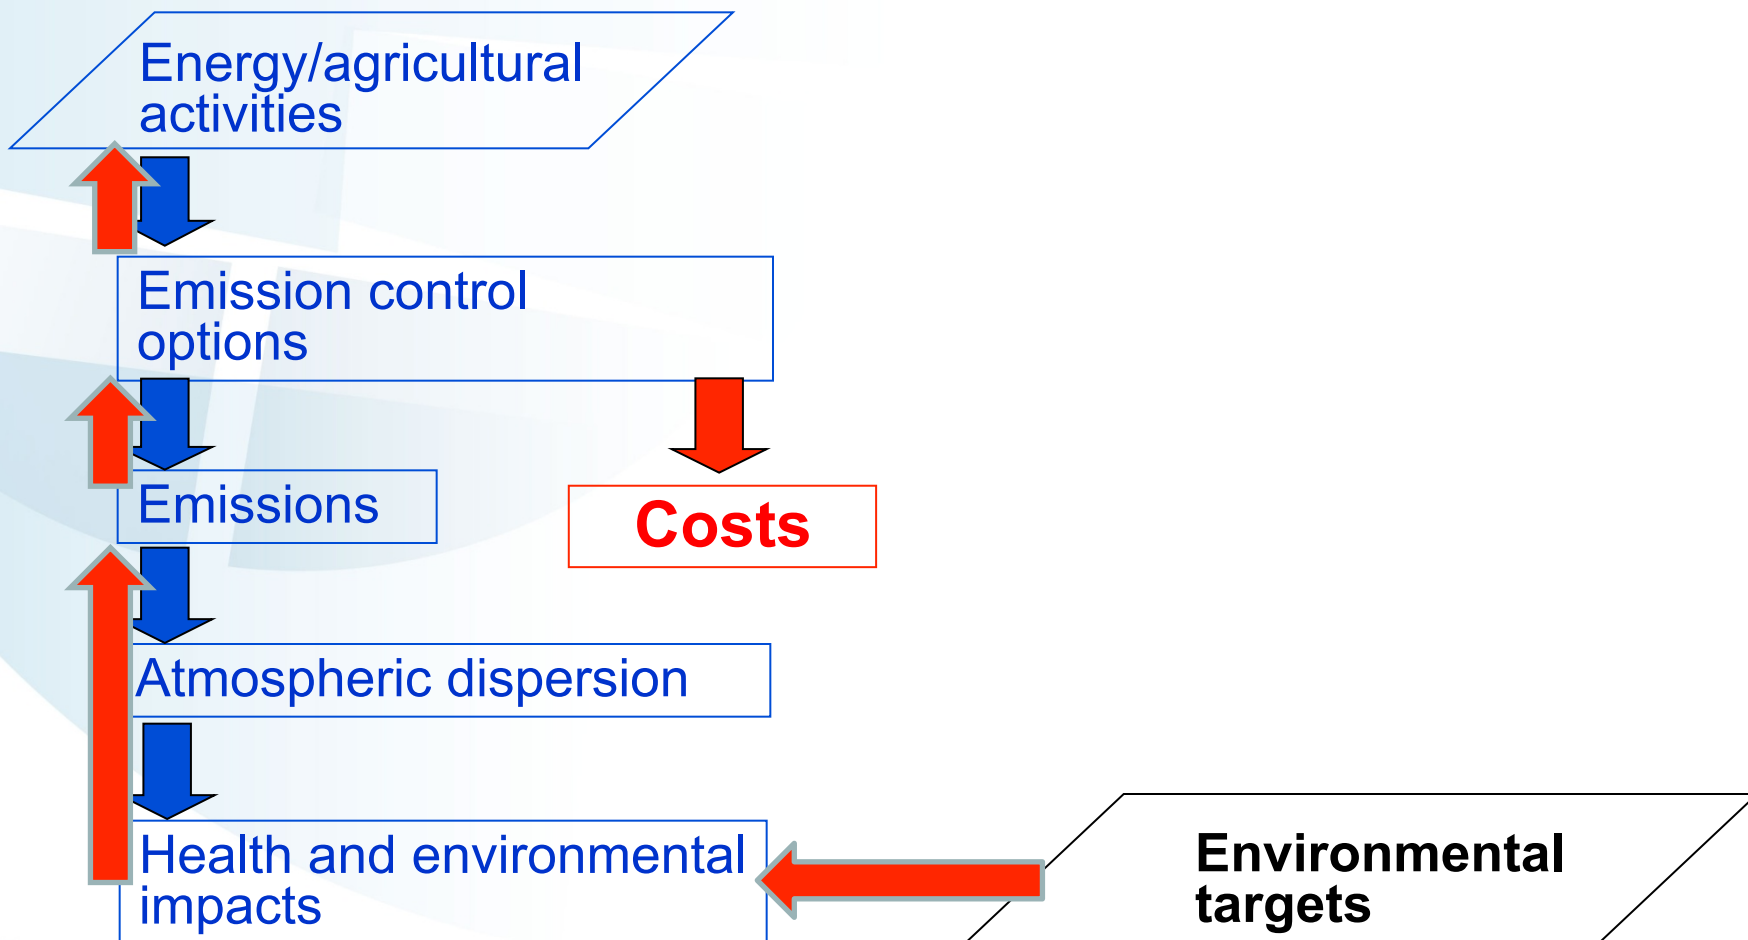 Energy/agricultural
activities
Emission control
options
Emissions
Costs
Atmospheric dispersion
Health and environmental
impacts
Environmental
targets